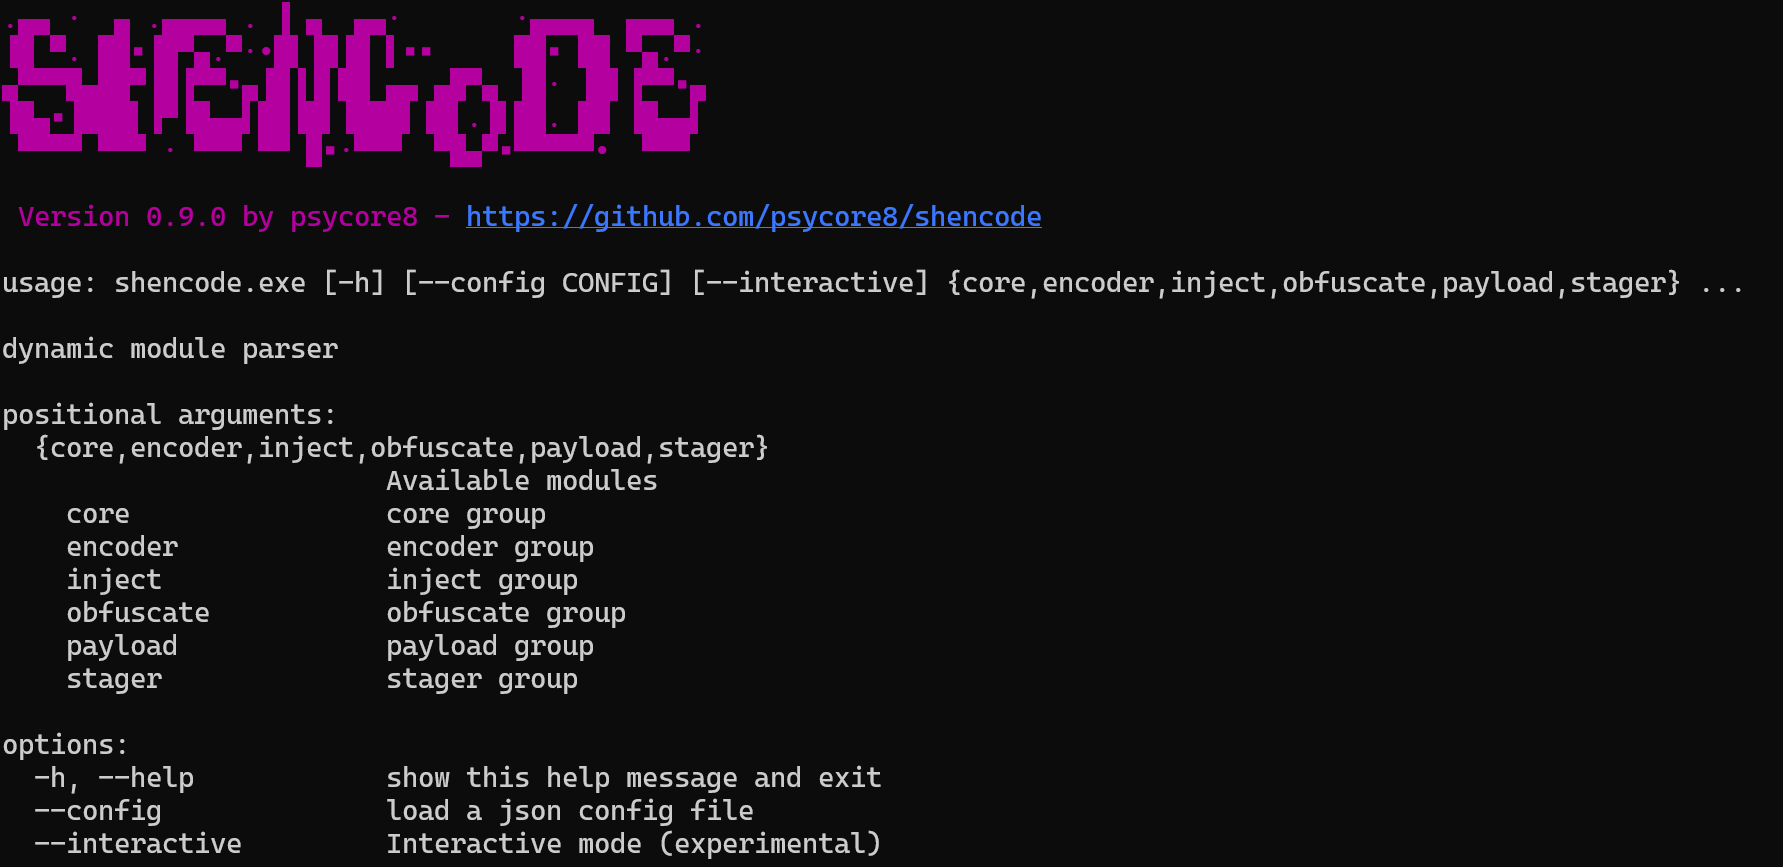 ShEnCoDE
Version 0.9.0 by psycore8 - https://github.com/psycore8/shencode
usage: shencode.exe [-h] [--config CONFIG] [--interactive] {core,encoder,inject,obfuscate,payload,stager} ...
dynamic module parser
positional arguments:
{core,encoder,inject,obfuscate,payload,stager}
Available modules
core core group
encoder encoder group
inject inject group
obfuscate obfuscate group
payload payload group
stager stager group
options:
-h, --help show this help message and exit
--config load a json config file
--interactive Interactive mode (experimental)